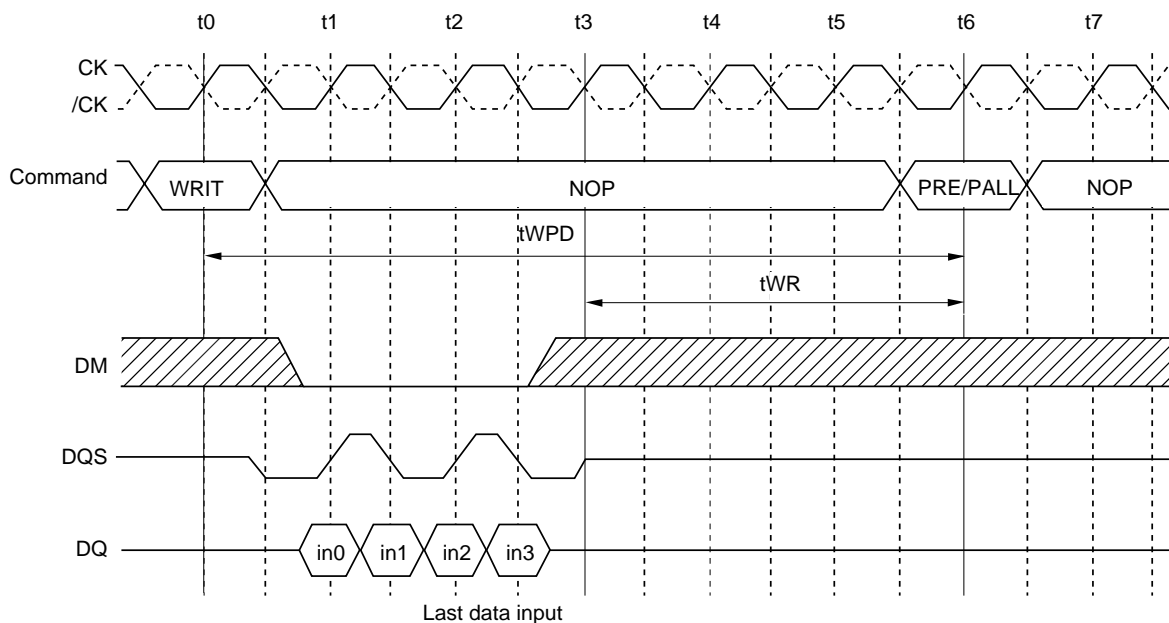 t0 t1 t2 t3 t4 t5 t6 t7
CK
/CK
Command WRIT NOP PRE/PALL NOP
tWPD
tWR
DM
DQS
DQ in0 in1 in2 in3
Last data input